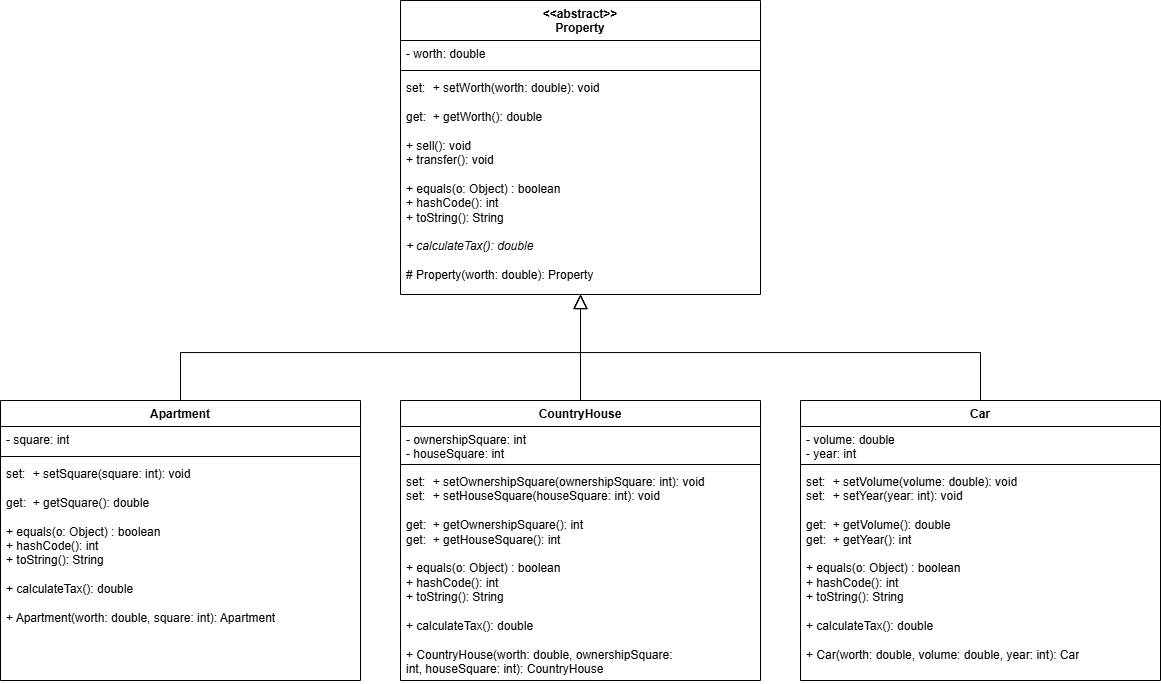 <<abstract>>
Property
- worth: double
set:  + setWorth(worth: double): void
get:  + getWorth(): double
+ sell(): void
+ transfer(): void
+ equals(o: Object) : boolean
+ hashCode(): int
+ toString(): String
+ calculateTax(): double
# Property(worth: double): Property
Apartment
- square: int
set:  + setSquare(square: int): void
get:  + getSquare(): double
+ equals(o: Object) : boolean
+ hashCode(): int
+ toString(): String
+ calculateTax(): double
+ Apartment(worth: double, square: int): Apartment
CountryHouse
- ownershipSquare: int
- houseSquare: int
set:  + setOwnershipSquare(ownershipSquare: int): void
set:  + setHouseSquare(houseSquare: int): void
get:  + getOwnershipSquare(): int
get:  + getHouseSquare(): int
+ equals(o: Object) : boolean
+ hashCode(): int
+ toString(): String
+ calculateTax(): double
+ CountryHouse(worth: double, ownershipSquare:
int, houseSquare: int): CountryHouse
Car
- volume: double
- year: int
set:  + setVolume(volume: double): void
set:  + setYear(year: int): void
get:  + getVolume(): double
get:  + getYear(): int
+ equals(o: Object) : boolean
+ hashCode(): int
+ toString(): String
+ calculateTax(): double
+ Car(worth: double, volume: double, year: int): Car